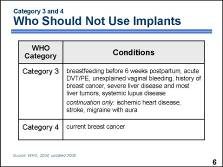 Category 3 and 4
Who Should Not Use Implants
WHO
Category
Conditions
Category 3
breastfeeding before 6 weeks postpartum, acute
DVT/PE, unexplained vaginal bleeding, history of
breast cancer, severe liver disease and most
liver tumors, systemic lupus disease
continuation only: ischemic heart disease,
stroke, migraine with aura
Category 4
current breast cancer
Source: WHO, 2004, updated 2008.
6